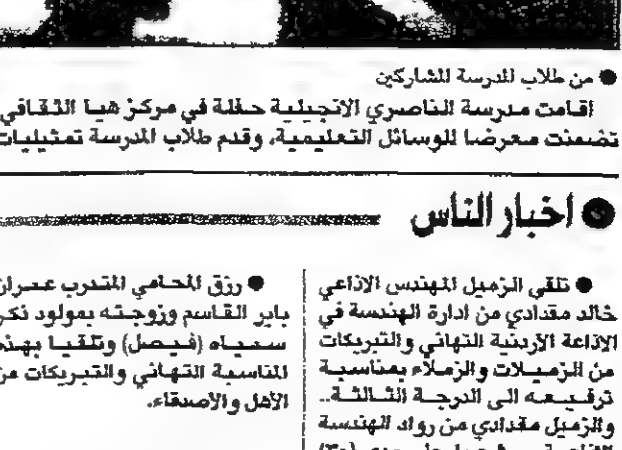 ● من طلاب المدرسة المشاركين
اقامت مدرسة الناصري الانجيلية حفلة في مركز هيا الثقافي
تضمنت معرضا للوسائل التعليمية، وقدم طلاب المدرسة تمثيليات
● اخبار الناس
● تلقى الزميل المهندس الاذاعي
خالد مقدادي من ادارة الهندسة في
الاذاعة الاردنية التهاني والتبريكات
من الزميلات والزملاء بمناسبة
ترفيعه الى الدرجة الثالثة..
والزميل مقدادي من رواد الهندسة
● رزق المحامي المتدرب عمران
باير القاسم وزوجته بمولود ذكر
سمياه (فيصل) وتلقيا بهذه
المناسبة التهاني والتبريكات من
الأهل والاصدقاء.